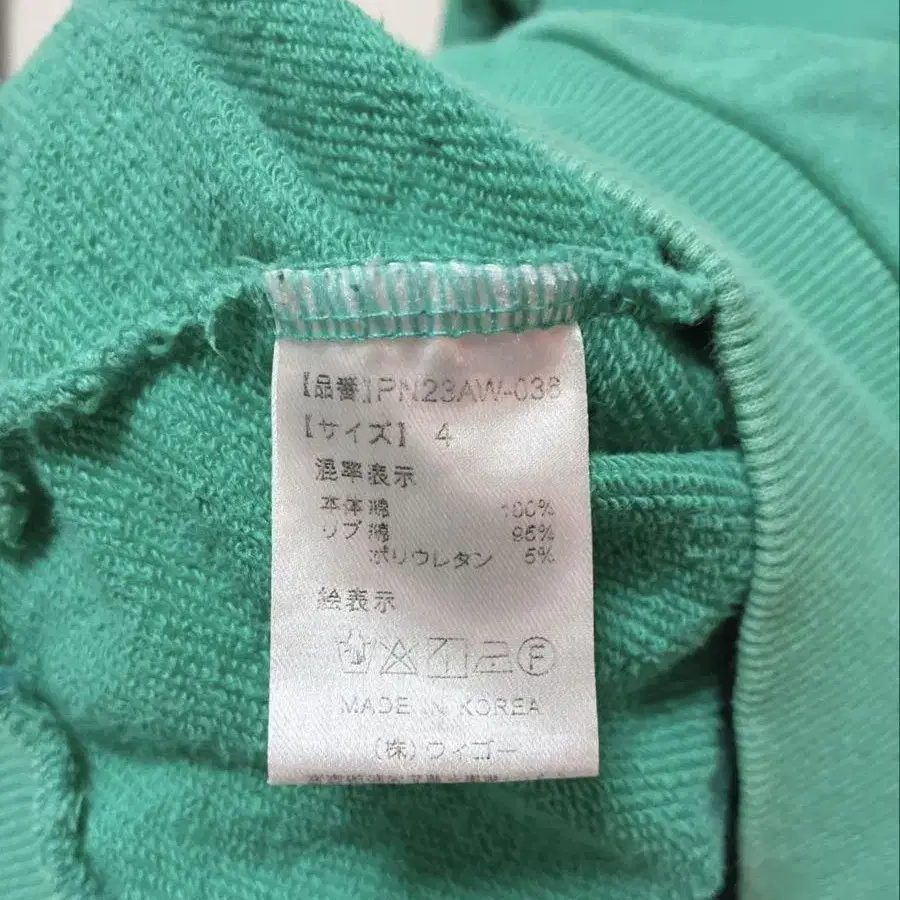 【品番】PN23AW-036
【サイズ】 4
混率表示
本体綿 100%
リブ綿 95%
ポリウレタン 5%
絵表示
F
MADE IN KOREA
(株)ウィゴー